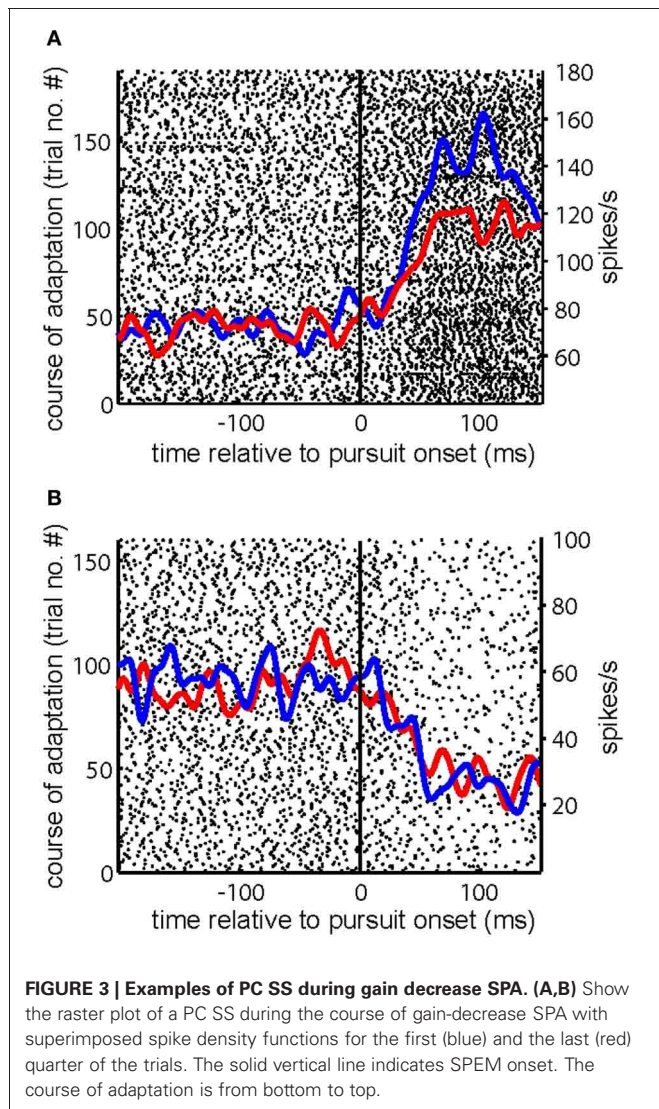 A
course of adaptation (trial no. #)
150
100
50
0
180
160
140
120
100
80
60
spikes/s
-100 0 100
time relative to pursuit onset (ms)
B
course of adaptation (trial no. #)
150
100
50
0
100
80
60
40
20
spikes/s
-100 0 100
time relative to pursuit onset (ms)
FIGURE 3 | Examples of PC SS during gain decrease SPA. (A,B) Show
the raster plot of a PC SS during the course of gain-decrease SPA with
superimposed spike density functions for the first (blue) and the last (red)
quarter of the trials. The solid vertical line indicates SPEM onset. The
course of adaptation is from bottom to top.